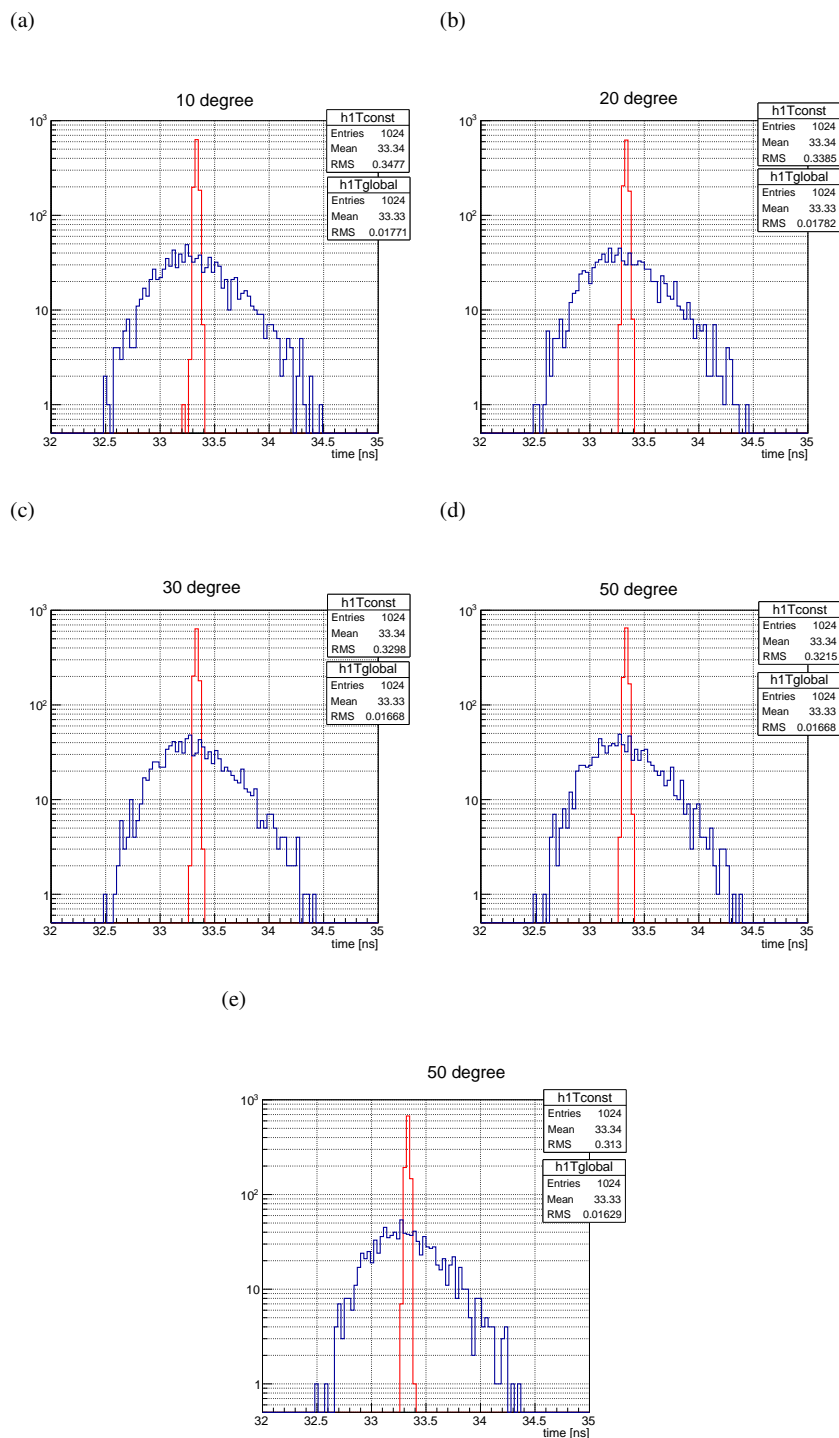 (a)
(b)
10 degree
h1Tconst
Entries 1024
Mean 33.34
RMS 0.3477
h1Tglobal
Entries 1024
Mean 33.33
RMS 0.01771
10³
10²
10
1
32 32.5 33 33.5 34 34.5 35
time [ns]
20 degree
h1Tconst
Entries 1024
Mean 33.34
RMS 0.3385
h1Tglobal
Entries 1024
Mean 33.33
RMS 0.01782
10³
10²
10
1
32 32.5 33 33.5 34 34.5 35
time [ns]
(c)
(d)
30 degree
h1Tconst
Entries 1024
Mean 33.34
RMS 0.3298
h1Tglobal
Entries 1024
Mean 33.33
RMS 0.01668
10³
10²
10
1
32 32.5 33 33.5 34 34.5 35
time [ns]
50 degree
h1Tconst
Entries 1024
Mean 33.34
RMS 0.3215
h1Tglobal
Entries 1024
Mean 33.33
RMS 0.01668
10³
10²
10
1
32 32.5 33 33.5 34 34.5 35
time [ns]
(e)
50 degree
h1Tconst
Entries 1024
Mean 33.34
RMS 0.313
h1Tglobal
Entries 1024
Mean 33.33
RMS 0.01629
10³
10²
10
1
32 32.5 33 33.5 34 34.5 35
time [ns]